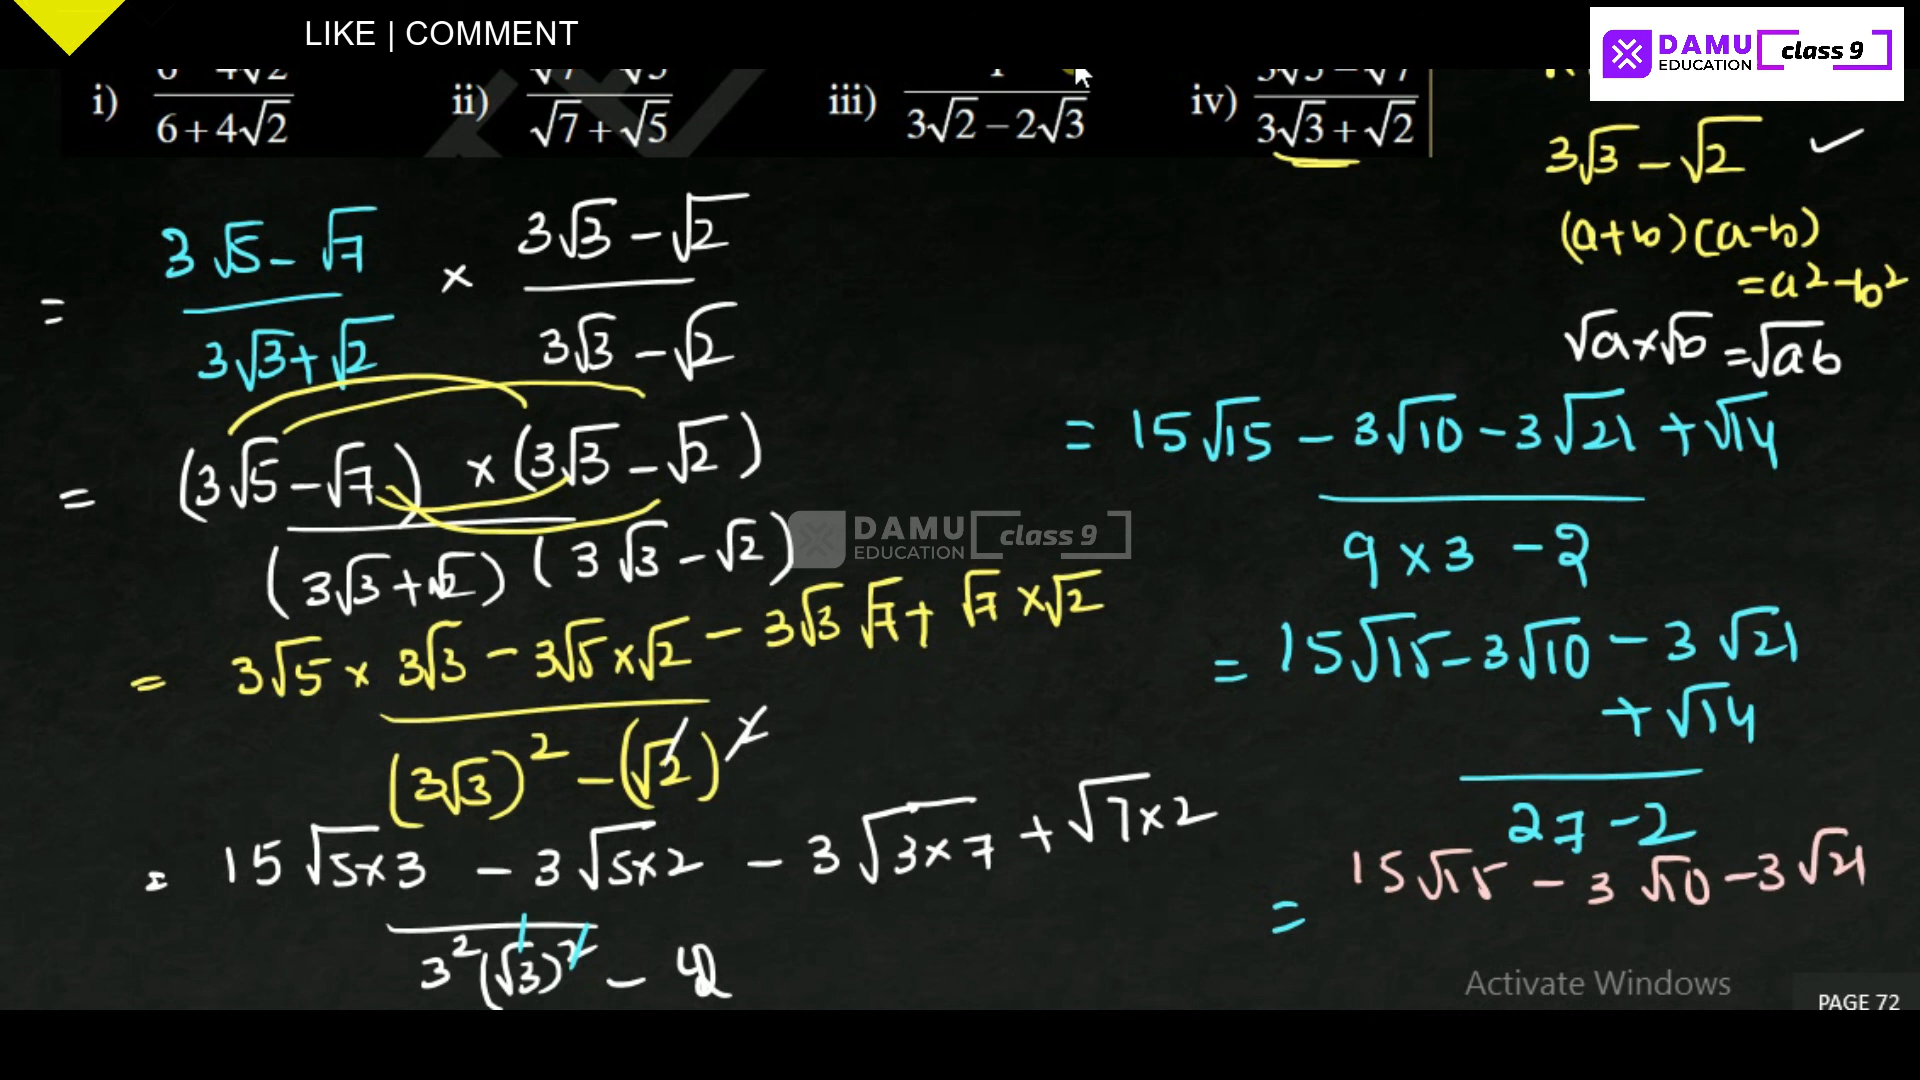 LIKE | COMMENT
DAMU EDUCATION class 9
i) 6+4√2
ii) √7+√5
iii) 3√2-2√3
iv) 3√3+√2
3√3 - √2 ✓
(a+b)(a-b)
=a²-b²
√a×√b = √ab
= 3√5 - √7 / 3√3+√2 × 3√3 - √2 / 3√3 - √2
= (3√5 - √7) × (3√3 - √2)
(3√3 + √2) (3√3 - √2)
= 3√5 × 3√3 - 3√5 × √2 - 3√3 √7 + √7 × √2
(3√3)² - (√2)²
= 15 √5×3 - 3√5×2 - 3√3×7 + √7×2
3²(√3)² - 2
= 15√15 - 3√10 - 3√21 + √14
9 × 3 - 2
= 15√15 - 3√10 - 3√21
+ √14
27 - 2
= 15√15 - 3√10 - 3√21
DAMU EDUCATION class 9
Activate Windows
PAGE 72